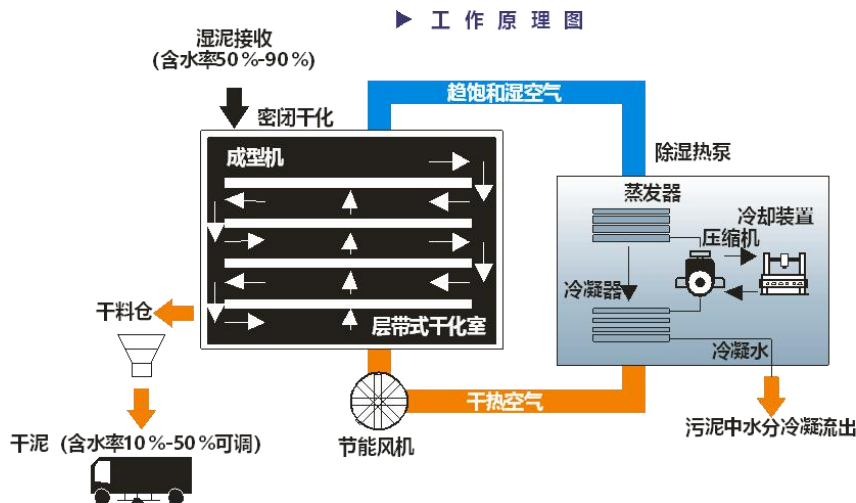 工作原理图
湿泥接收
(含水率50%-90%)
密闭干化
趋饱和湿空气
成型机
除湿热泵
蒸发器
冷却装置
压缩机
冷凝器
干料仓
层带式干化室
冷凝水
干热空气
节能风机
污泥中水分冷凝流出
干泥 (含水率10%-50%可调)